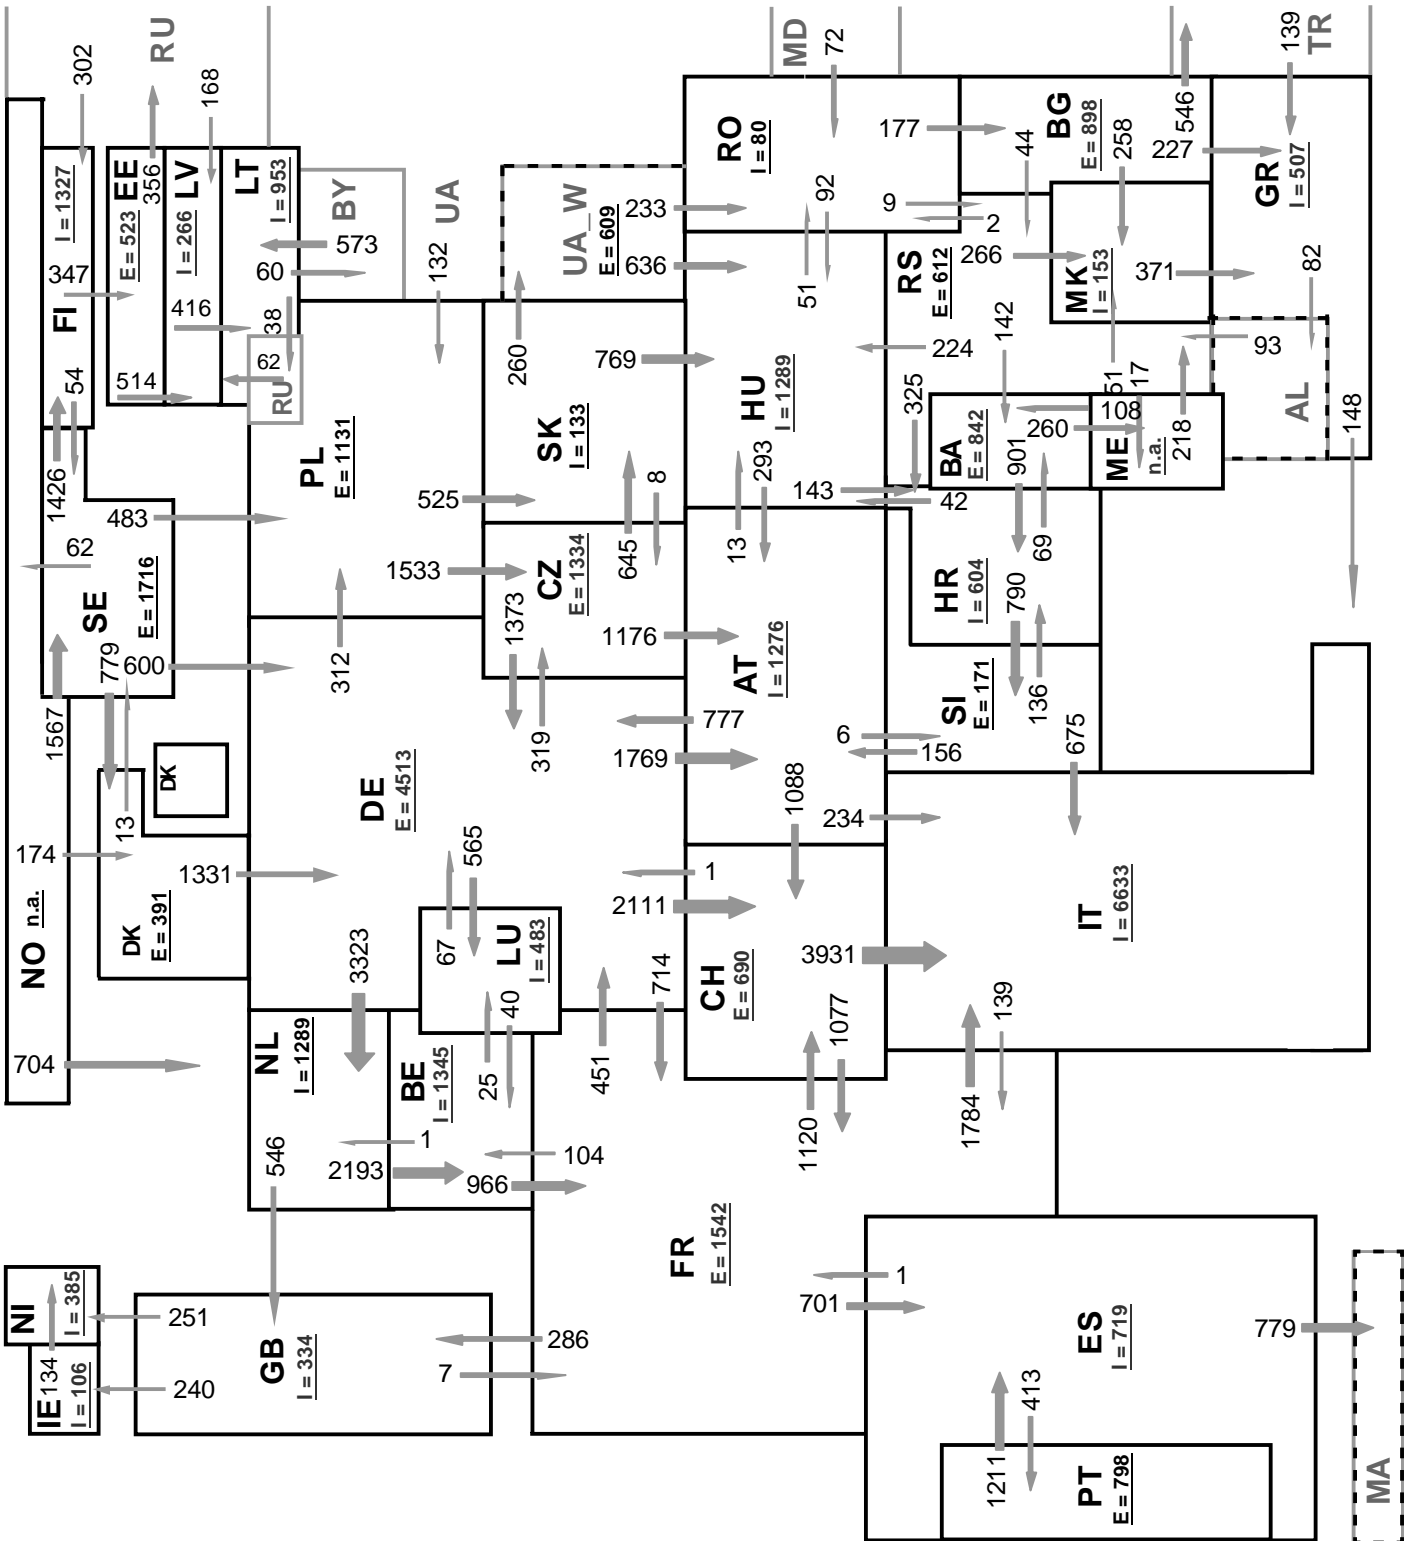 302
RU
168
139
TR
MD
72
546
FI
I = 1327
347
EE
E = 523
356
LV
I = 266
416
LT
I = 953
BY
573
60
38
62
RU
514
UA
132
UA_W
E = 609
233
636
RO
I = 80
177
92
51
9
2
44
BG
E = 898
258
227
GR
I = 507
82
93
AL
148
RS
E = 612
266
MK
I = 153
371
142
224
325
51
17
108
260
218
BA
E = 842
901
ME
n.a.
69
42
143
54
1426
483
62
SE
E = 1716
779
600
1567
13
DK
174
NO n.a.
DK
E = 391
1331
704
PL
E = 1131
525
1533
312
260
769
SK
I = 133
8
645
CZ
E = 1334
1373
319
1176
HU
I = 1289
293
13
HR
I = 604
790
136
AT
I = 1276
777
1769
1088
6
156
234
SI
E = 171
675
DE
E = 4513
565
67
LU
I = 483
40
25
3323
1
2111
714
451
CH
E = 690
3931
1077
1120
IT
I = 6633
139
1784
NL
I = 1289
BE
I = 1345
546
1
2193
966
104
NI
I = 385
251
IE
134
I = 106
240
GB
I = 334
286
7
FR
E = 1542
1
701
ES
I = 719
779
413
1211
PT
E = 798
MA